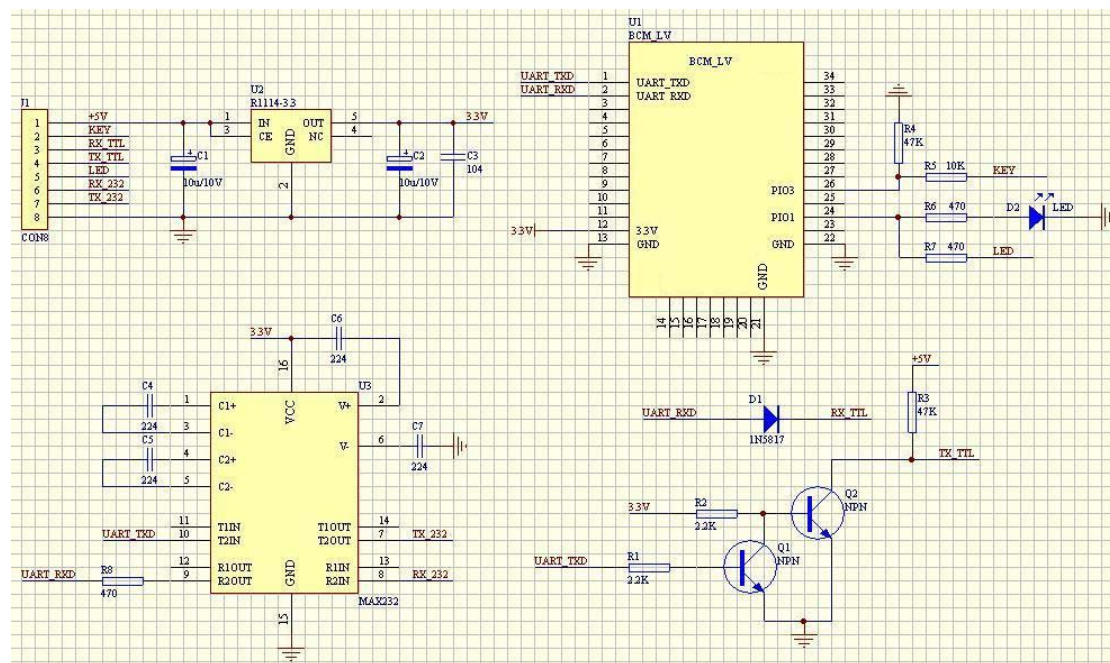 J1
1 +5V
2 KEY
3 RX_TTL
4 TX_TTL
5 LED
6 RX_232
7 TX_232
8
CON8
U2
R1114-3.3
1 IN OUT 5
3 CE NC 4
GND
2
3.3V
C1
10u/10V
C2
10u/10V
C3
104
U1
BCM_LV
BCM_LV
UART_TXD 1 UART_TXD 34
UART_RXD 2 UART RXD 33
3 32
4 31
5 30
6 29
7 28
8 27
9 PIO3 26
10 25
11 PIO1 24
3.3V 12 3.3V 23
13 GND GND 22
GND
14 15 16 17 18 19 20 21
R4
47K
R5 10K KEY
R6 470 D2 LED
R7 470 LED
3.3V
C6
224
16
U3
C4
224
C5
224
1 C1+ VCC V+ 2
3 C1-
4 C2+ V- 6
5 C2-
C7
224
11 T1IN T1OUT 14
UART_TXD 10 T2IN T2OUT 7 TX_232
12 R1OUT R1IN 13
UART_RXD R8 9 R2OUT R2IN 8 RX_232
470
GND
MAX232
15
+5V
R3
47K
UART_RXD D1 RX_TTL
1N5817
TX_TTL
Q2
NPN
3.3V R2
2.2K
Q1
NPN
UART_TXD R1
2.2K